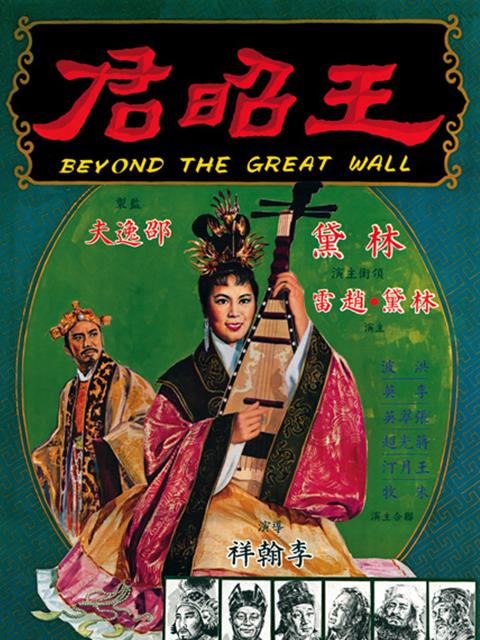 王昭君
BEYOND THE GREAT WALL
監製
邵逸夫
林黛
領銜主演
林黛•趙雷
主演
洪波
李英
張翠英
蔣光超
王月汀
朱牧
聯合主演
導演
李翰祥